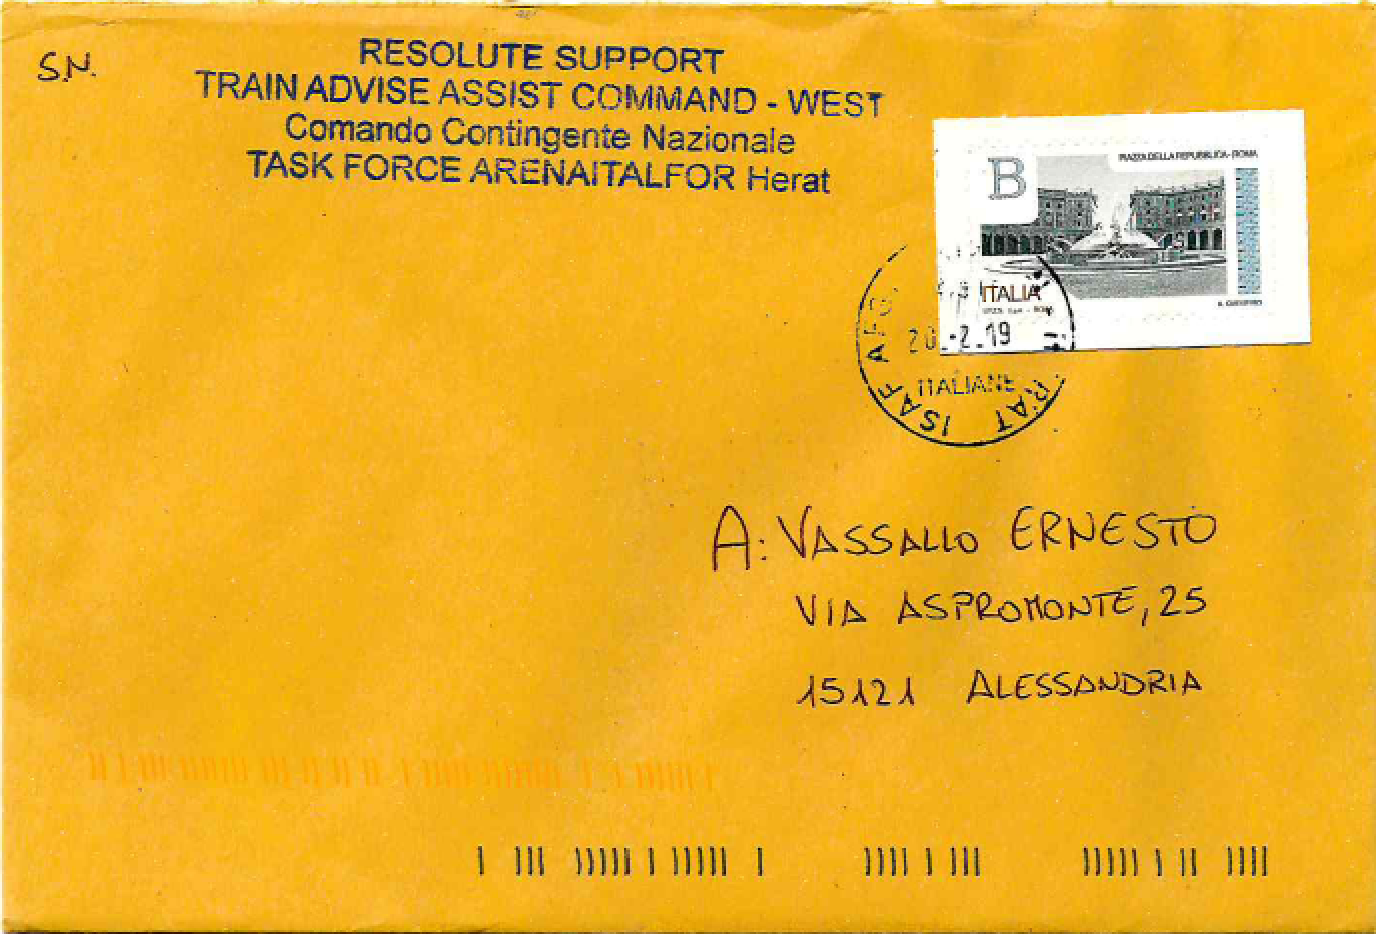 S.N.
RESOLUTE SUPPORT
TRAIN ADVISE ASSIST COMMAND - WEST
Comando Contingente Nazionale
TASK FORCE ARENAITALFOR Herat
B
PIAZZA DELLA REPUBBLICA - ROMA
ITALIA
20.-2.19
ITALIANE
ISAF
A: VASSALLO ERNESTO
VIA ASPROMONTE, 25
15121 ALESSANDRIA